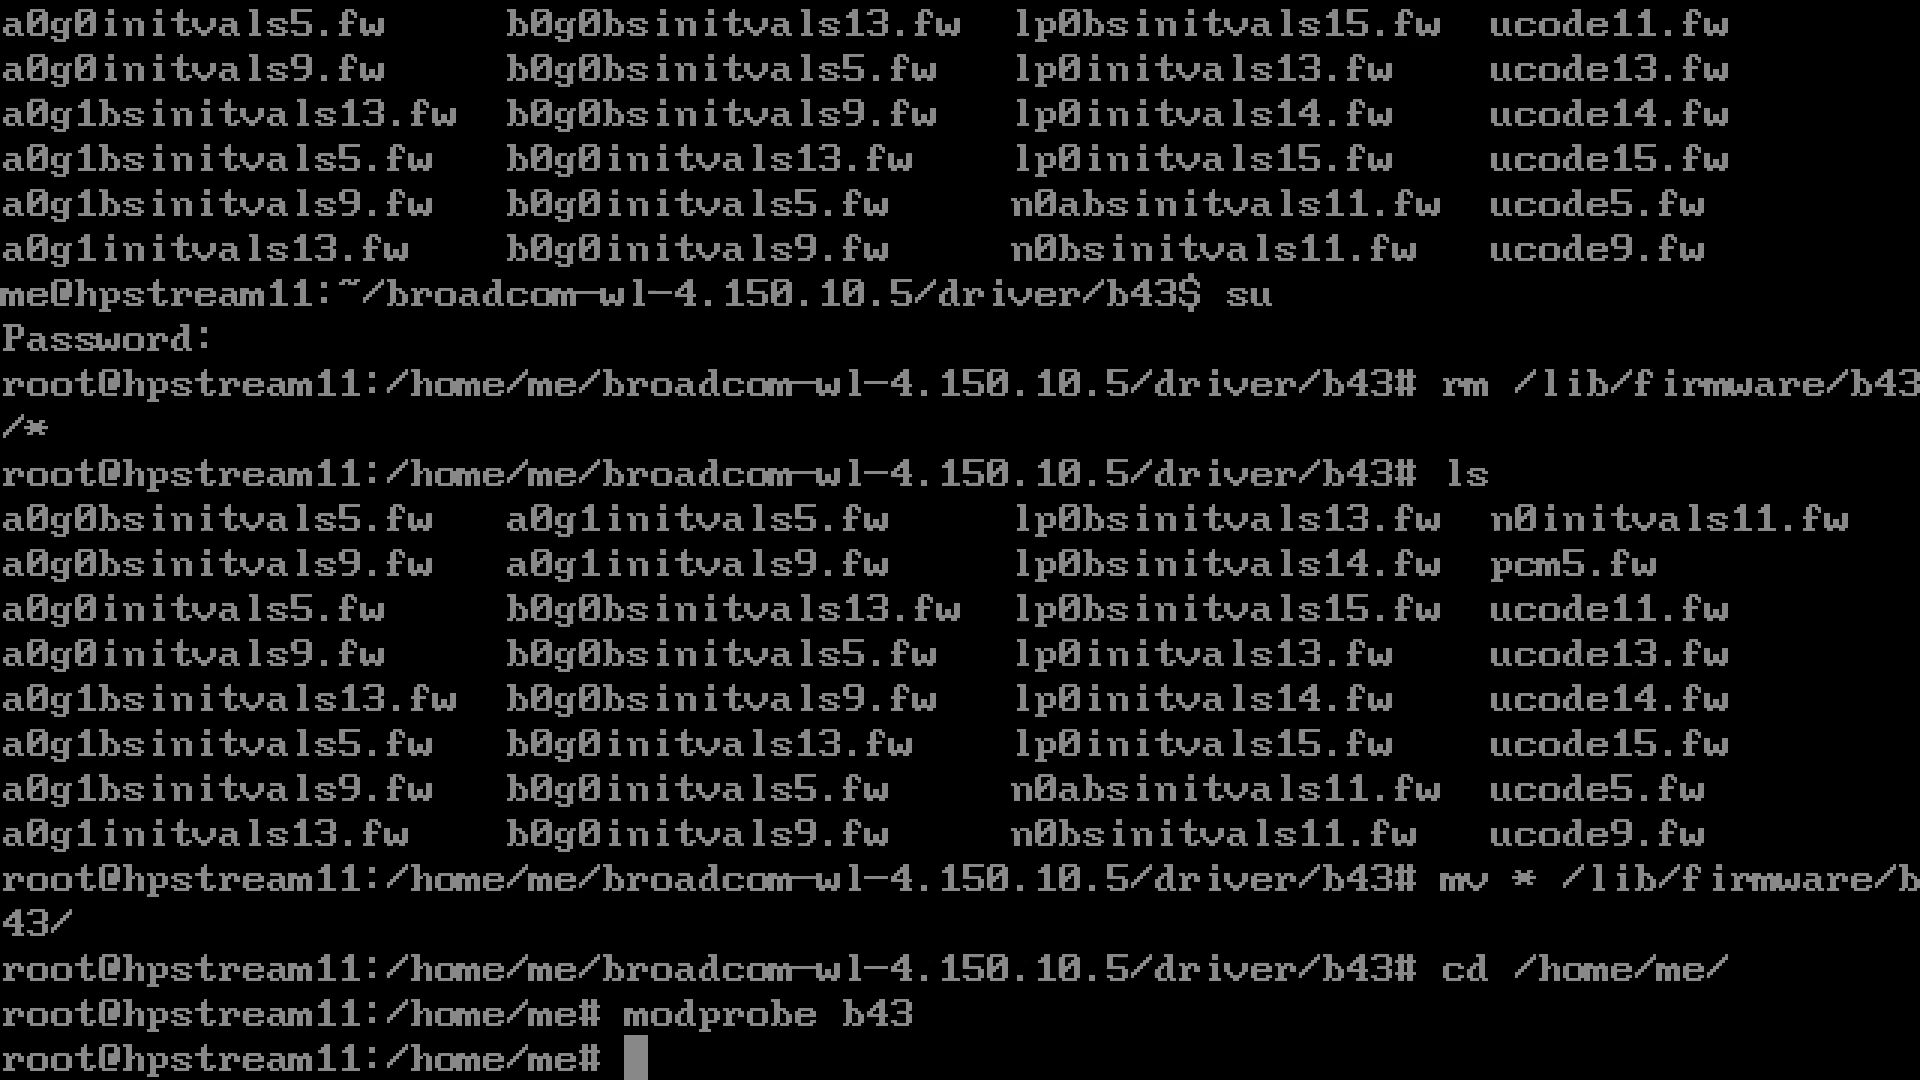 a0g0initvals5.fw     b0g0bsinitvals13.fw  lp0bsinitvals15.fw  ucode11.fw
a0g0initvals9.fw     b0g0bsinitvals5.fw   lp0initvals13.fw    ucode13.fw
a0g1bsinitvals13.fw  b0g0bsinitvals9.fw   lp0initvals14.fw    ucode14.fw
a0g1bsinitvals5.fw   b0g0initvals13.fw    lp0initvals15.fw    ucode15.fw
a0g1bsinitvals9.fw   b0g0initvals5.fw     n0absinitvals11.fw  ucode5.fw
a0g1initvals13.fw    b0g0initvals9.fw     n0bsinitvals11.fw   ucode9.fw
me@hpstream11:~/broadcom-wl-4.150.10.5/driver/b43$ su
Password:
root@hpstream11:/home/me/broadcom-wl-4.150.10.5/driver/b43# rm /lib/firmware/b43
/*
root@hpstream11:/home/me/broadcom-wl-4.150.10.5/driver/b43# ls
a0g0bsinitvals5.fw   a0g1initvals5.fw     lp0bsinitvals13.fw  n0initvals11.fw
a0g0bsinitvals9.fw   a0g1initvals9.fw     lp0bsinitvals14.fw  pcm5.fw
a0g0initvals5.fw     b0g0bsinitvals13.fw  lp0bsinitvals15.fw  ucode11.fw
a0g0initvals9.fw     b0g0bsinitvals5.fw   lp0initvals13.fw    ucode13.fw
a0g1bsinitvals13.fw  b0g0bsinitvals9.fw   lp0initvals14.fw    ucode14.fw
a0g1bsinitvals5.fw   b0g0initvals13.fw    lp0initvals15.fw    ucode15.fw
a0g1bsinitvals9.fw   b0g0initvals5.fw     n0absinitvals11.fw  ucode5.fw
a0g1initvals13.fw    b0g0initvals9.fw     n0bsinitvals11.fw   ucode9.fw
root@hpstream11:/home/me/broadcom-wl-4.150.10.5/driver/b43# mv * /lib/firmware/b
43/
root@hpstream11:/home/me/broadcom-wl-4.150.10.5/driver/b43# cd /home/me/
root@hpstream11:/home/me# modprobe b43
root@hpstream11:/home/me#